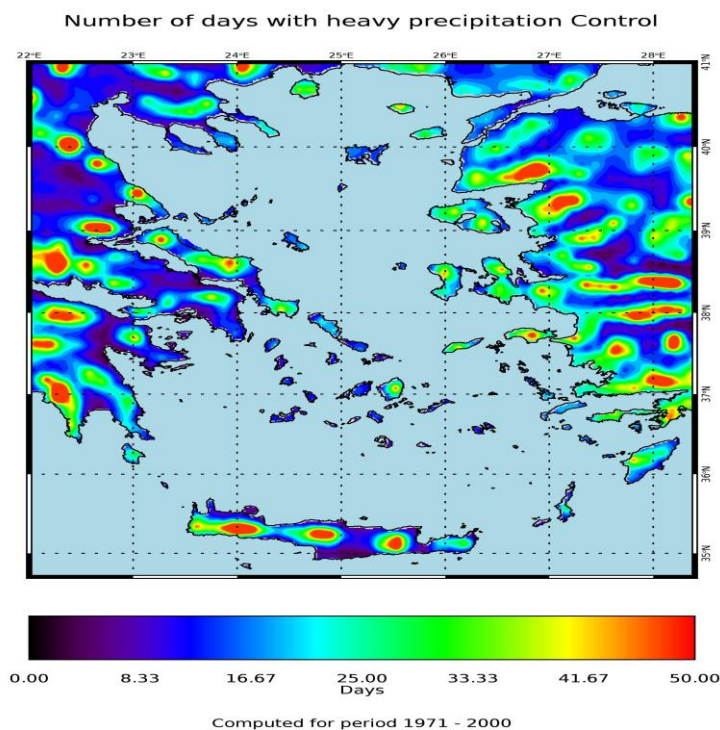 Number of days with heavy precipitation Control
22°E 23°E 24°E 25°E 26°E 27°E 28°E
41°N
40°N
39°N
38°N
37°N
36°N
35°N
0.00 8.33 16.67 25.00 33.33 41.67 50.00
Days
Computed for period 1971 - 2000